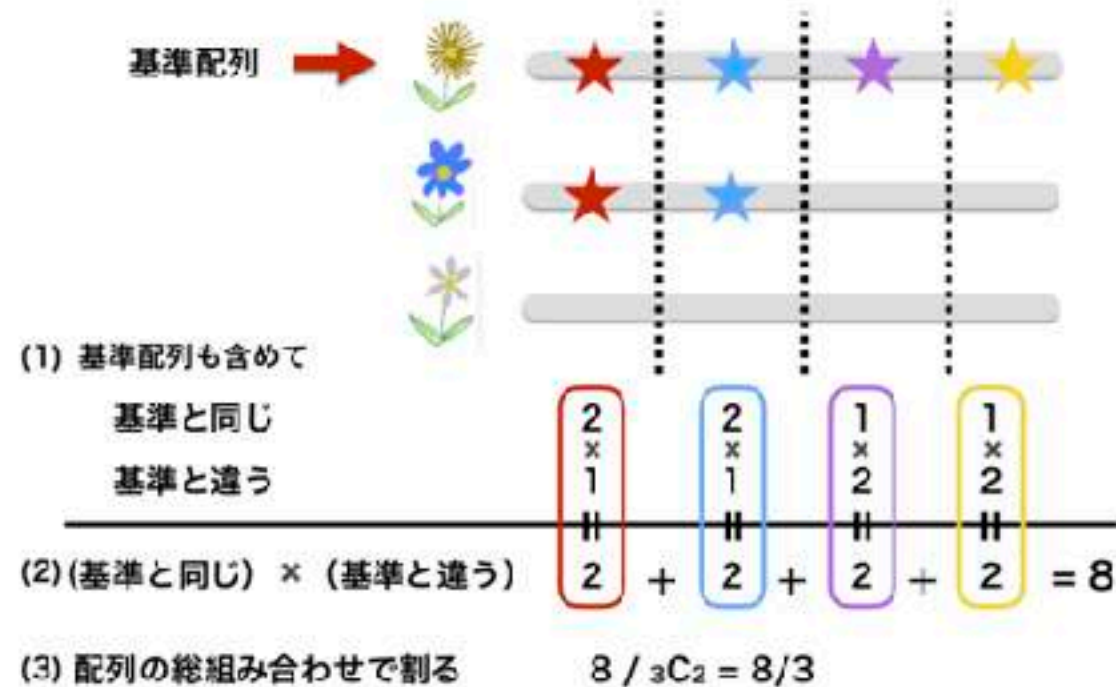 基準配列
(1) 基準配列も含めて
基準と同じ 2 2 1 1
× × × ×
基準と違う 1 1 2 2
= = = =
(2) (基準と同じ) × (基準と違う) 2 + 2 + 2 + 2 = 8
(3) 配列の総組み合わせで割る 8 / ₃C₂ = 8/3